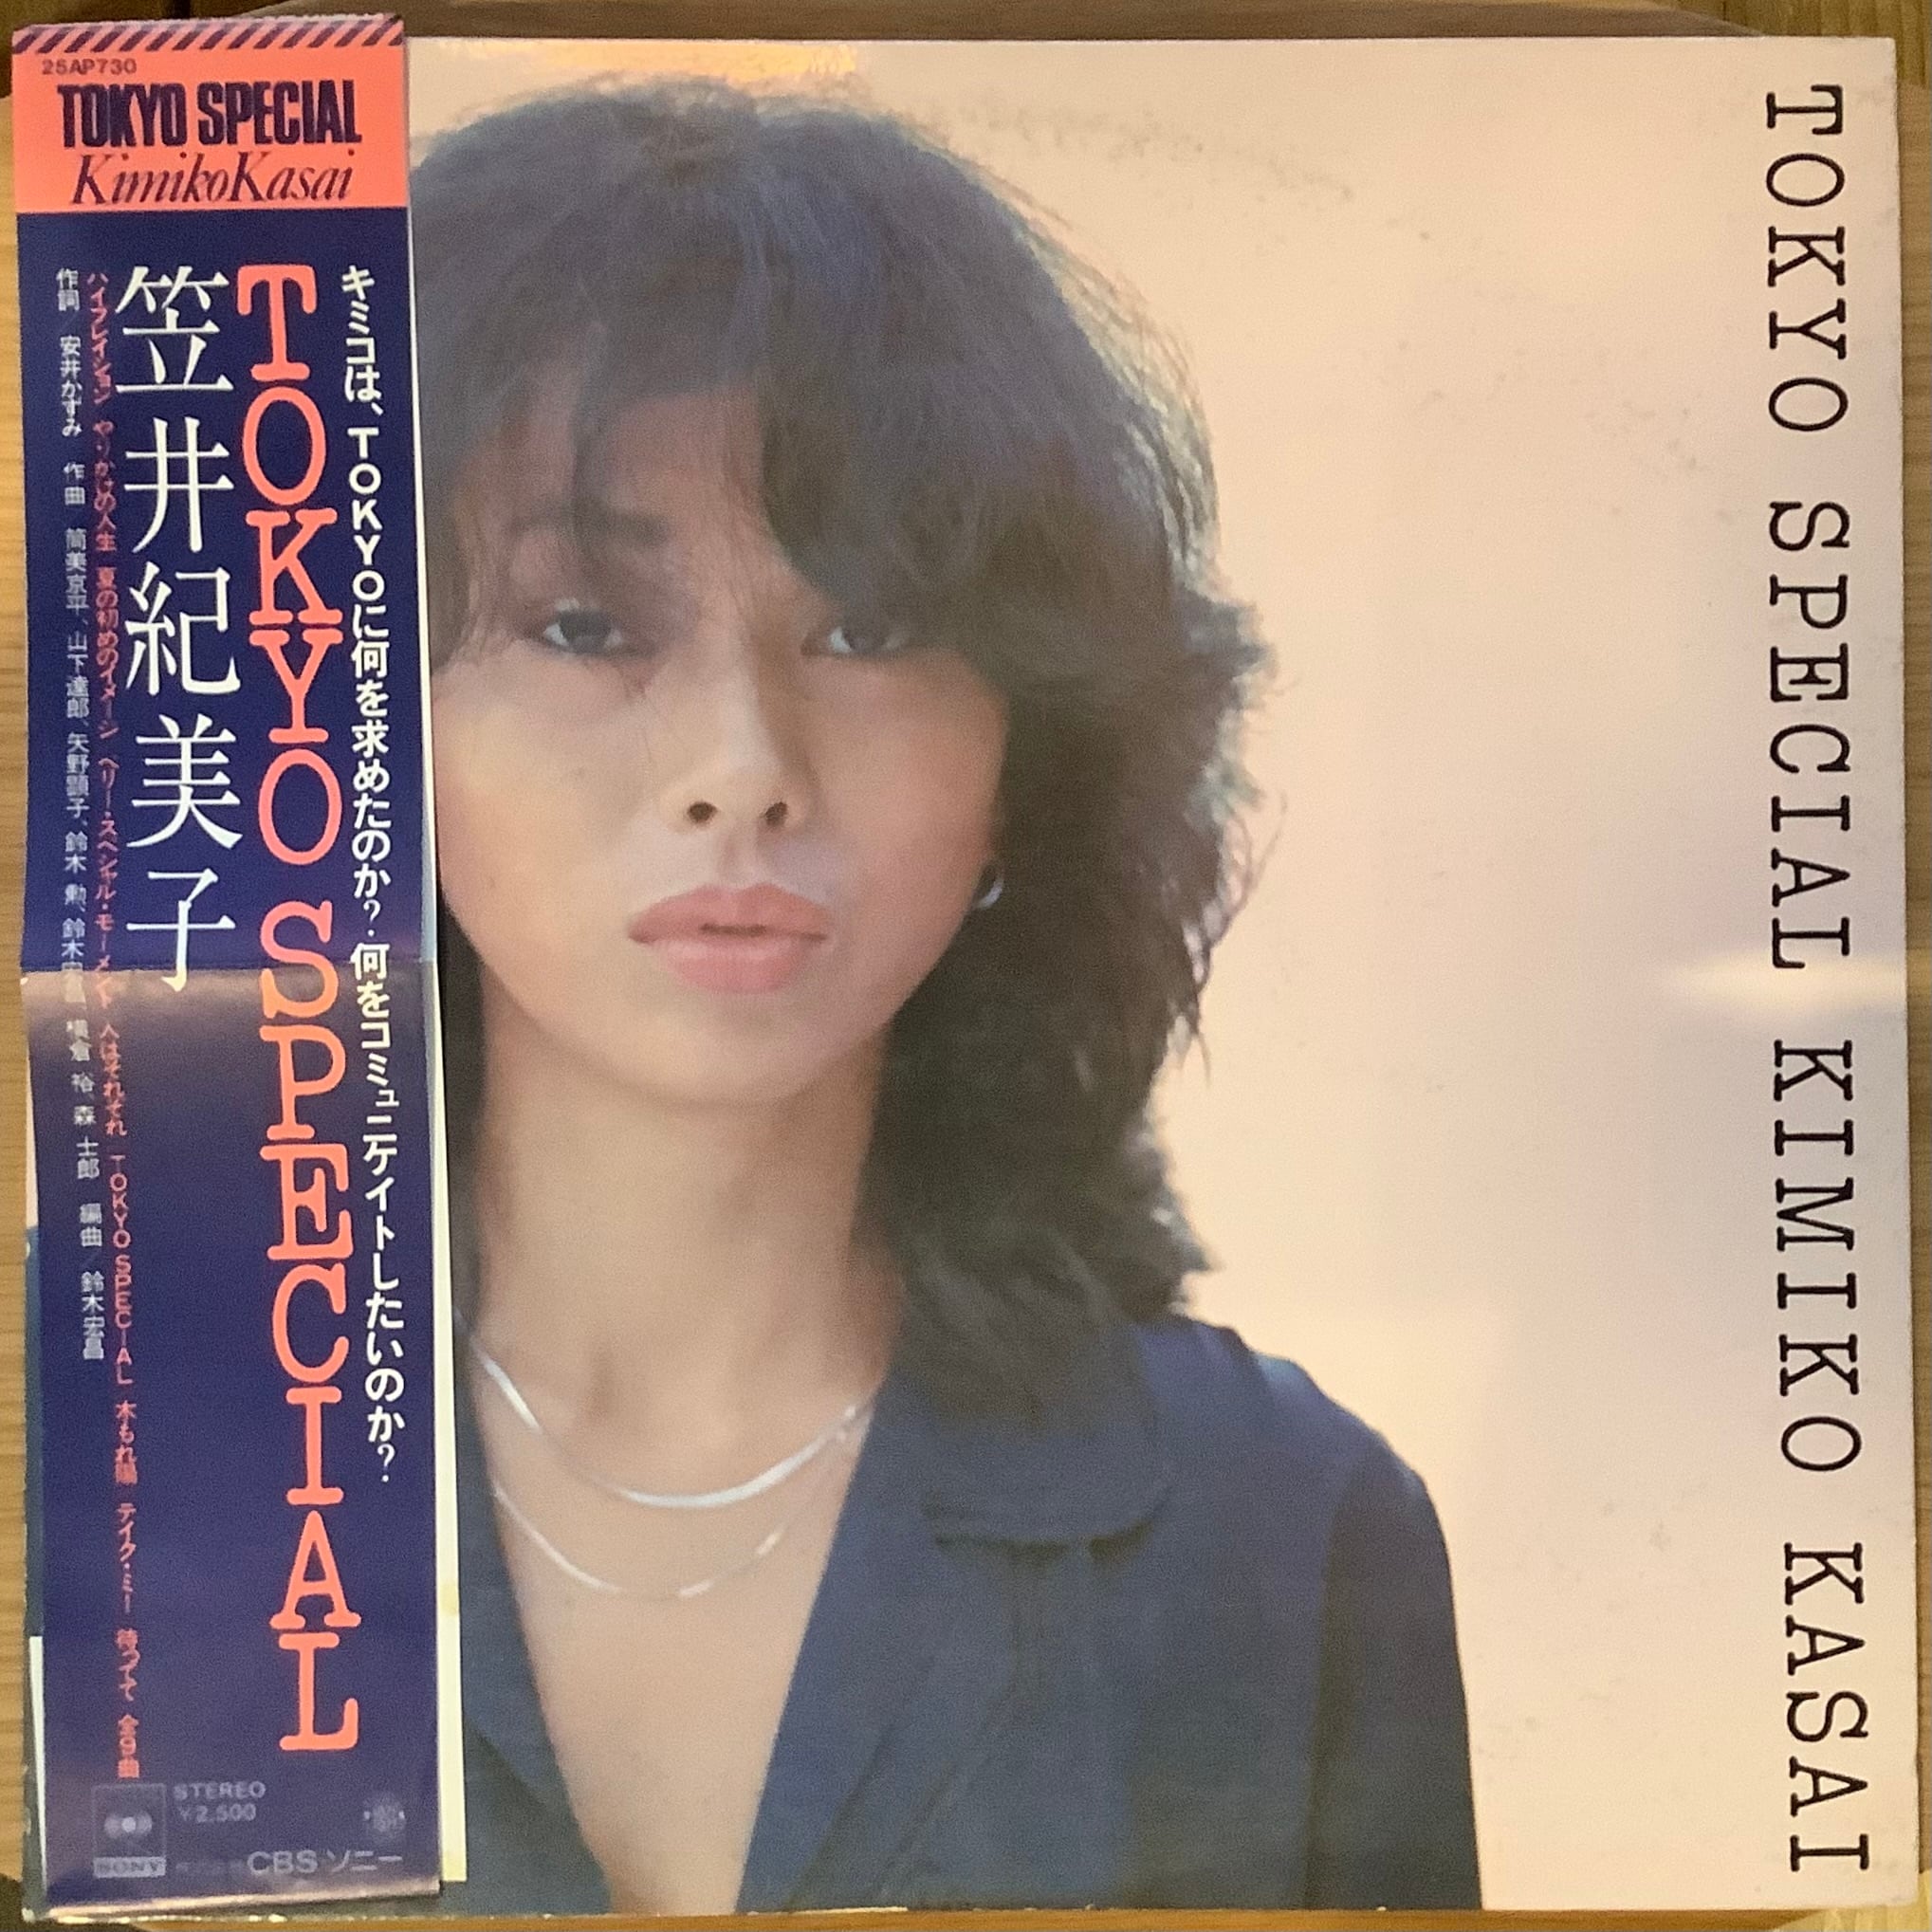 25AP730
TOKYO SPECIAL
KimikoKasai
キミコは、TOKYOに何を求めたのか?.何をコミュニケイトしたいのか?.
TOKYO SPECIAL
笠井紀美子
ハイフレイション やりかけの人生 夏の初めのイメージ ベリー・スペシャル・モーメント 人はそれぞれ TOKYO SPECIAL 木もれ陽 テイク・ミー 待ってて 全9曲
作詞 安井かずみ 作曲 筒美京平、山下達郎、矢野顕子、鈴木 勲、鈴木宏昌、横倉 裕、森 士郎 編曲 鈴木宏昌
STEREO
¥2,500
SONY
CBS・ソニー
TOKYO SPECIAL KIMIKO KASAI